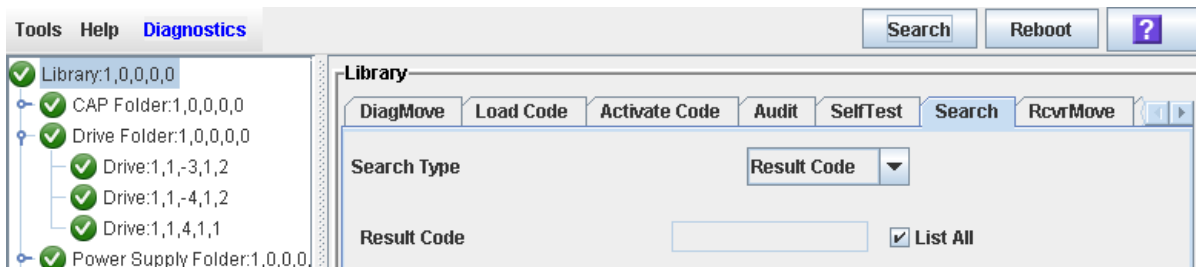 Tools Help Diagnostics Search Reboot ?
Library:1,0,0,0,0
CAP Folder:1,0,0,0,0
Drive Folder:1,0,0,0,0
Drive:1,1,-3,1,2
Drive:1,1,-4,1,2
Drive:1,1,4,1,1
Power Supply Folder:1,0,0,0,
Library
DiagMove Load Code Activate Code Audit SelfTest Search RcvrMove
Search Type Result Code
Result Code List All